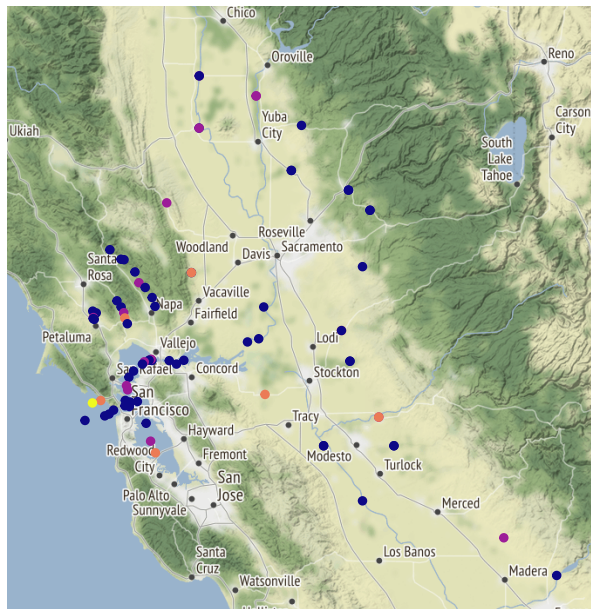 Chico
Oroville
Reno
Carson
City
Yuba
City
Ukiah
South
Lake
Tahoe
Roseville
Woodland
Sacramento
Davis
Santa
Rosa
Napa
Vacaville
Fairfield
Petaluma
Vallejo
Lodi
San Rafael
Concord
Stockton
San
Francisco
Tracy
Hayward
Modesto
Redwood
City
Fremont
Turlock
San
Jose
Palo Alto
Sunnyvale
Merced
Los Banos
Santa
Cruz
Madera
Watsonville